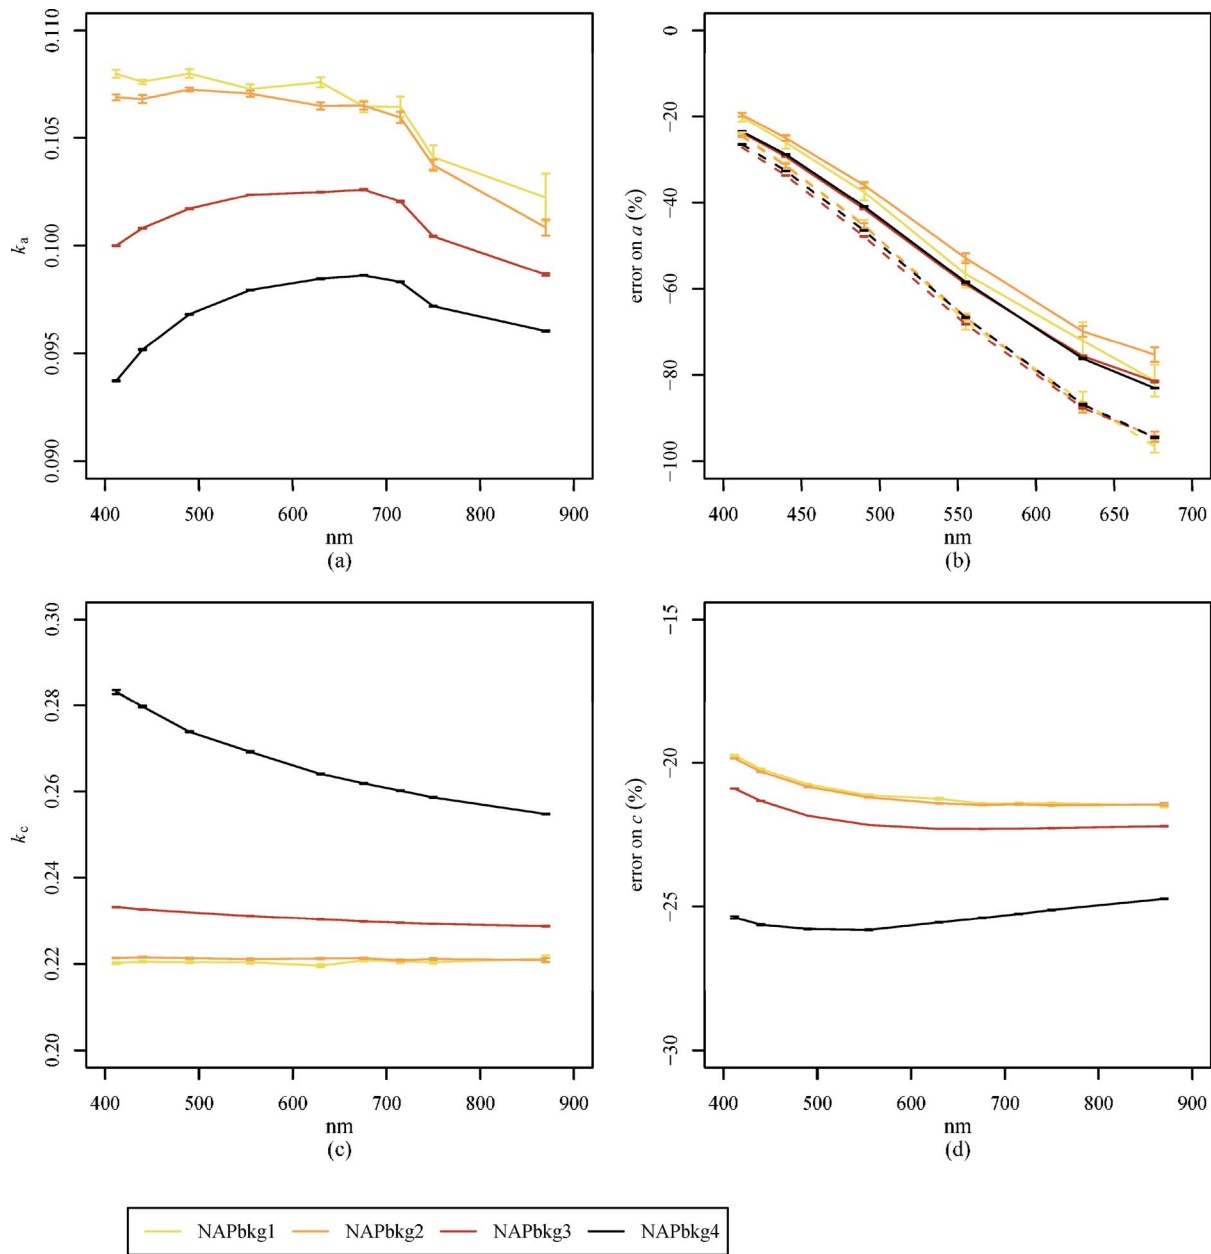 0.110
0.105
0.100
0.095
0.090
kₐ
400 500 600 700 800 900
nm
(a)
0
−20
−40
−60
−80
−100
error on a (%)
400 450 500 550 600 650 700
nm
(b)
0.30
0.28
0.26
0.24
0.22
0.20
k_c
400 500 600 700 800 900
nm
(c)
−15
−20
−25
−30
error on c (%)
400 500 600 700 800 900
nm
(d)
NAPbkg1 NAPbkg2 NAPbkg3 NAPbkg4